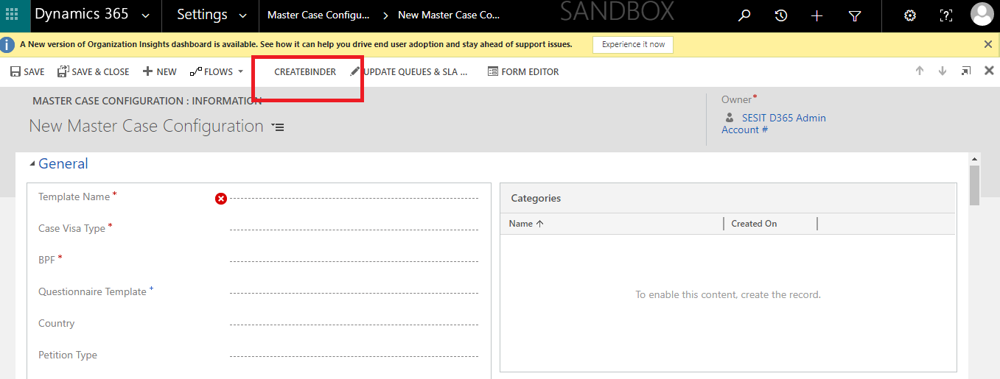 Dynamics 365 Settings Master Case Configu... > New Master Case Co... SANDBOX
A New version of Organization Insights dashboard is available. See how it can help you drive end user adoption and stay ahead of support issues. Experience it now
SAVE SAVE & CLOSE + NEW FLOWS CREATEBINDER UPDATE QUEUES & SLA ... FORM EDITOR
MASTER CASE CONFIGURATION : INFORMATION
New Master Case Configuration
Owner*
SESIT D365 Admin
Account #
General
Template Name *
Case Visa Type *
BPF *
Questionnaire Template +
Country
Petition Type
Categories
Name ↑ Created On
To enable this content, create the record.